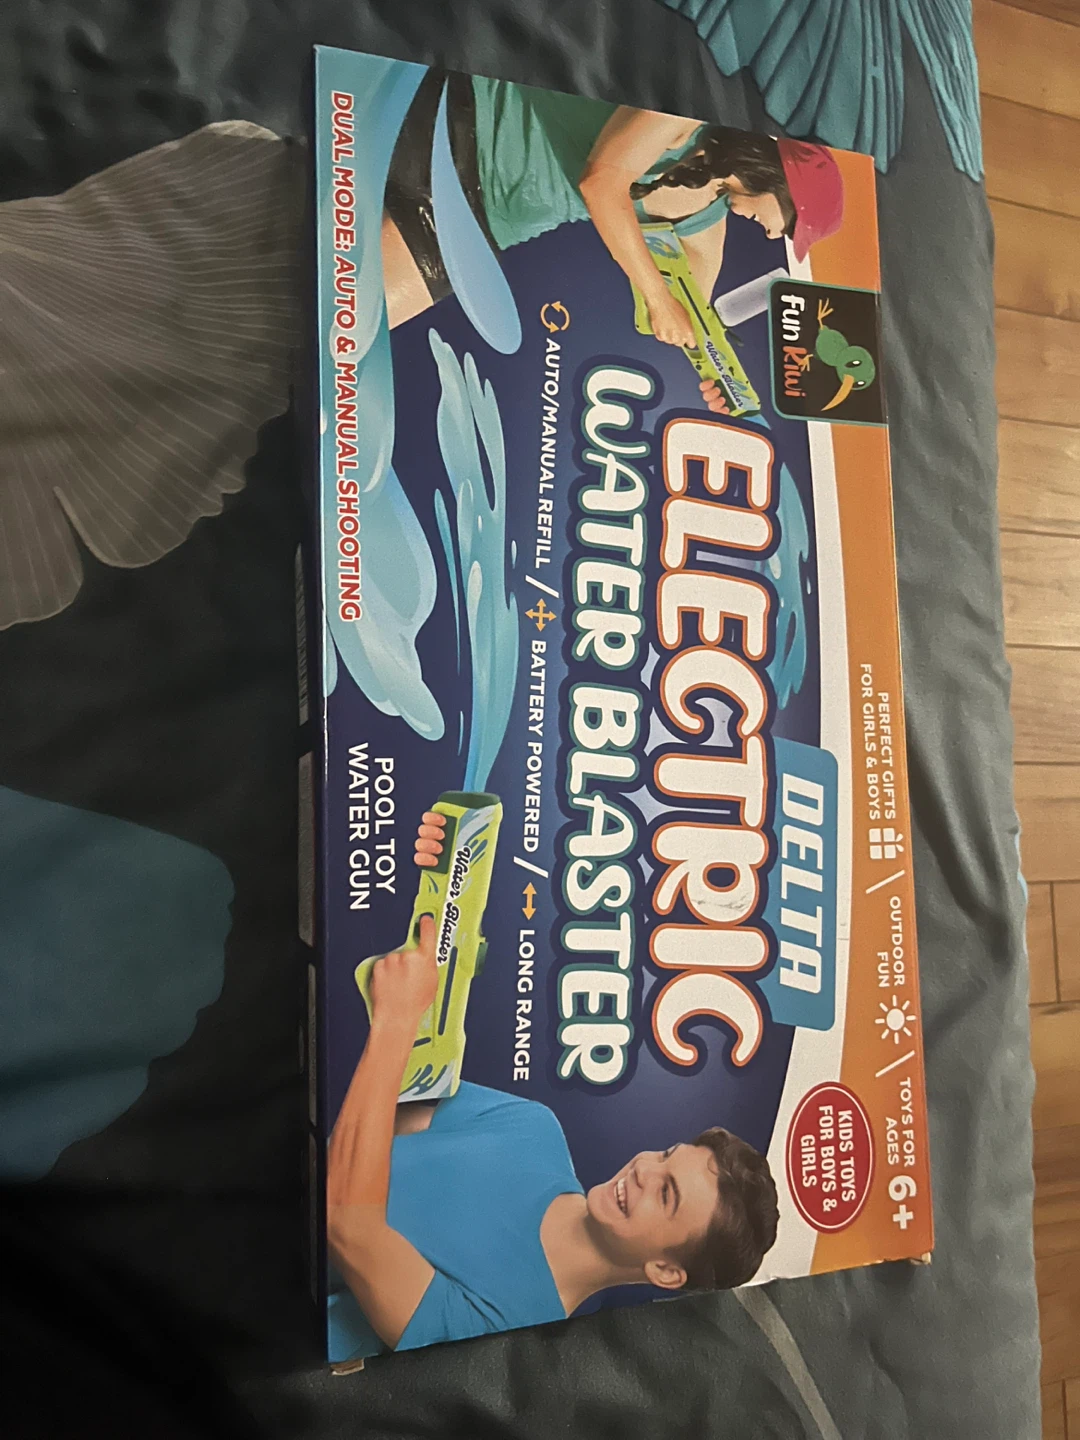 Fun Kiwi
PERFECT GIFTS
FOR GIRLS & BOYS
OUTDOOR
FUN
TOYS FOR
AGES 6+
KIDS TOYS
FOR BOYS &
GIRLS
DELTA
ELECTRIC
WATER BLASTER
AUTO/MANUAL REFILL / BATTERY POWERED / LONG RANGE
Water Blaster
Water Blaster
POOL TOY
WATER GUN
DUAL MODE: AUTO & MANUAL SHOOTING